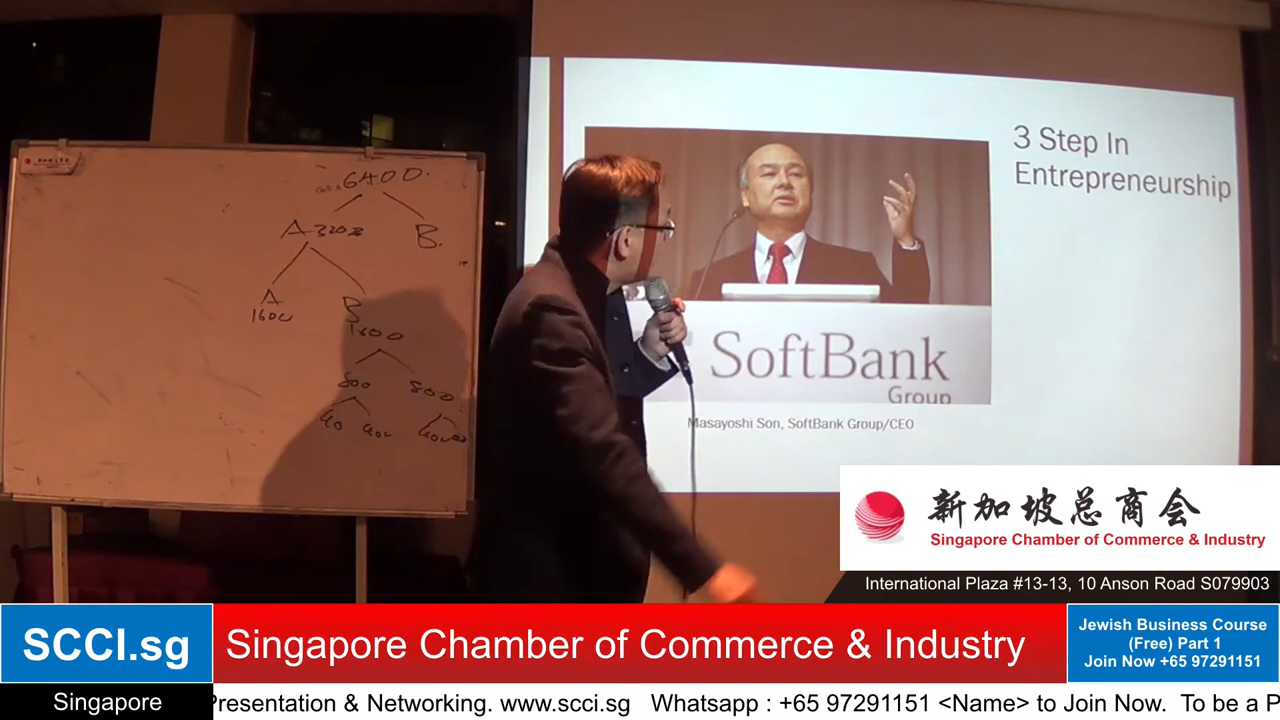 6400
A 3200 B
A B
1600 1600
800 800
3 Step In
Entrepreneurship
SoftBank
Group
Masayoshi Son, SoftBank Group/CEO
新加坡总商会
Singapore Chamber of Commerce & Industry
International Plaza #13-13, 10 Anson Road S079903
SCCI.sg
Singapore Chamber of Commerce & Industry
Jewish Business Course
(Free) Part 1
Join Now +65 97291151
Singapore
Presentation & Networking. www.scci.sg Whatsapp : +65 97291151 <Name> to Join Now. To be a P